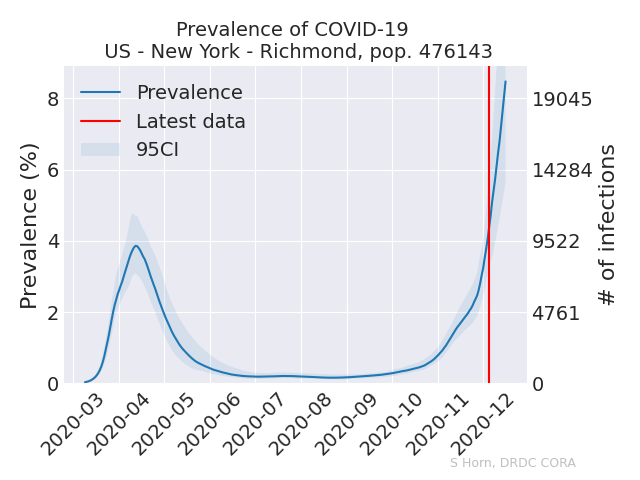 Prevalence of COVID-19
US - New York - Richmond, pop. 476143
Prevalence
Latest data
95CI
Prevalence (%)
8
6
4
2
0
# of infections
19045
14284
9522
4761
0
2020-03
2020-04
2020-05
2020-06
2020-07
2020-08
2020-09
2020-10
2020-11
2020-12
S Horn, DRDC CORA